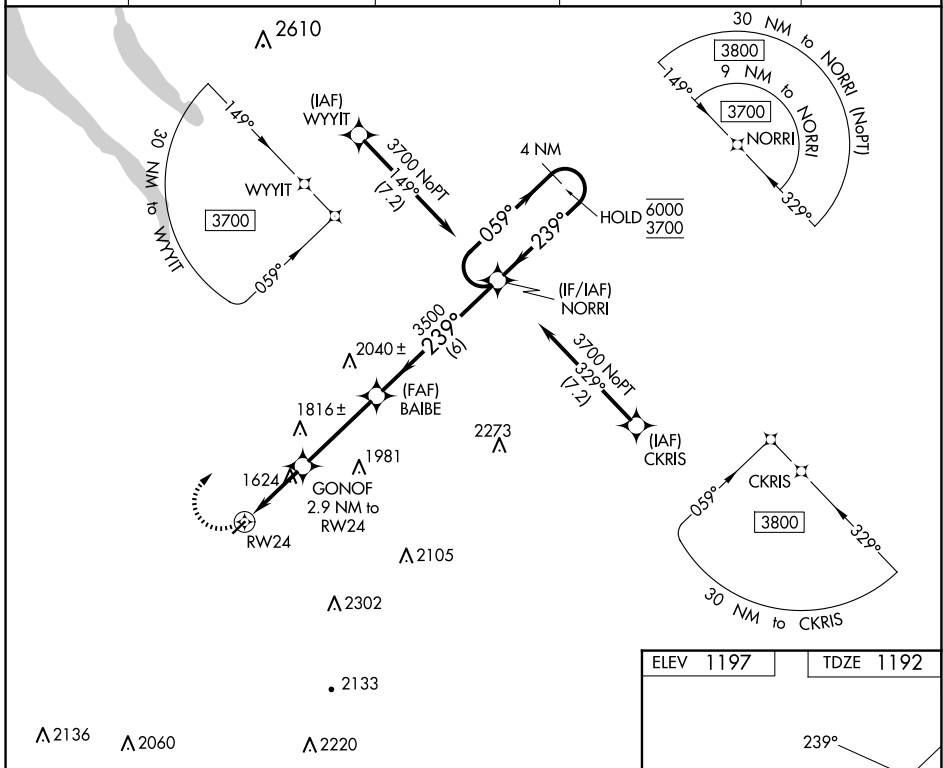 2610
30 NM to NORRI (NoPT)
3800
9 NM to NORRI
3700
149°
NORRI
329°
(IAF)
WYYIT
3700 NoPT
149°
(7.2)
149°
WYYIT
3700
30 NM to WYYIT
059°
4 NM
HOLD 6000
3700
059°
239°
(IF/IAF)
NORRI
3500
239°
(6)
2040 ±
(FAF)
BAIBE
3700 NoPT
329°
(7.2)
(IAF)
CKRIS
1816 ±
2273
1981
1624
GONOF
2.9 NM to
RW24
RW24
CKRIS
059°
3800
329°
30 NM to CKRIS
2105
2302
2133
2136
2060
2220
ELEV 1197
TDZE 1192
239°